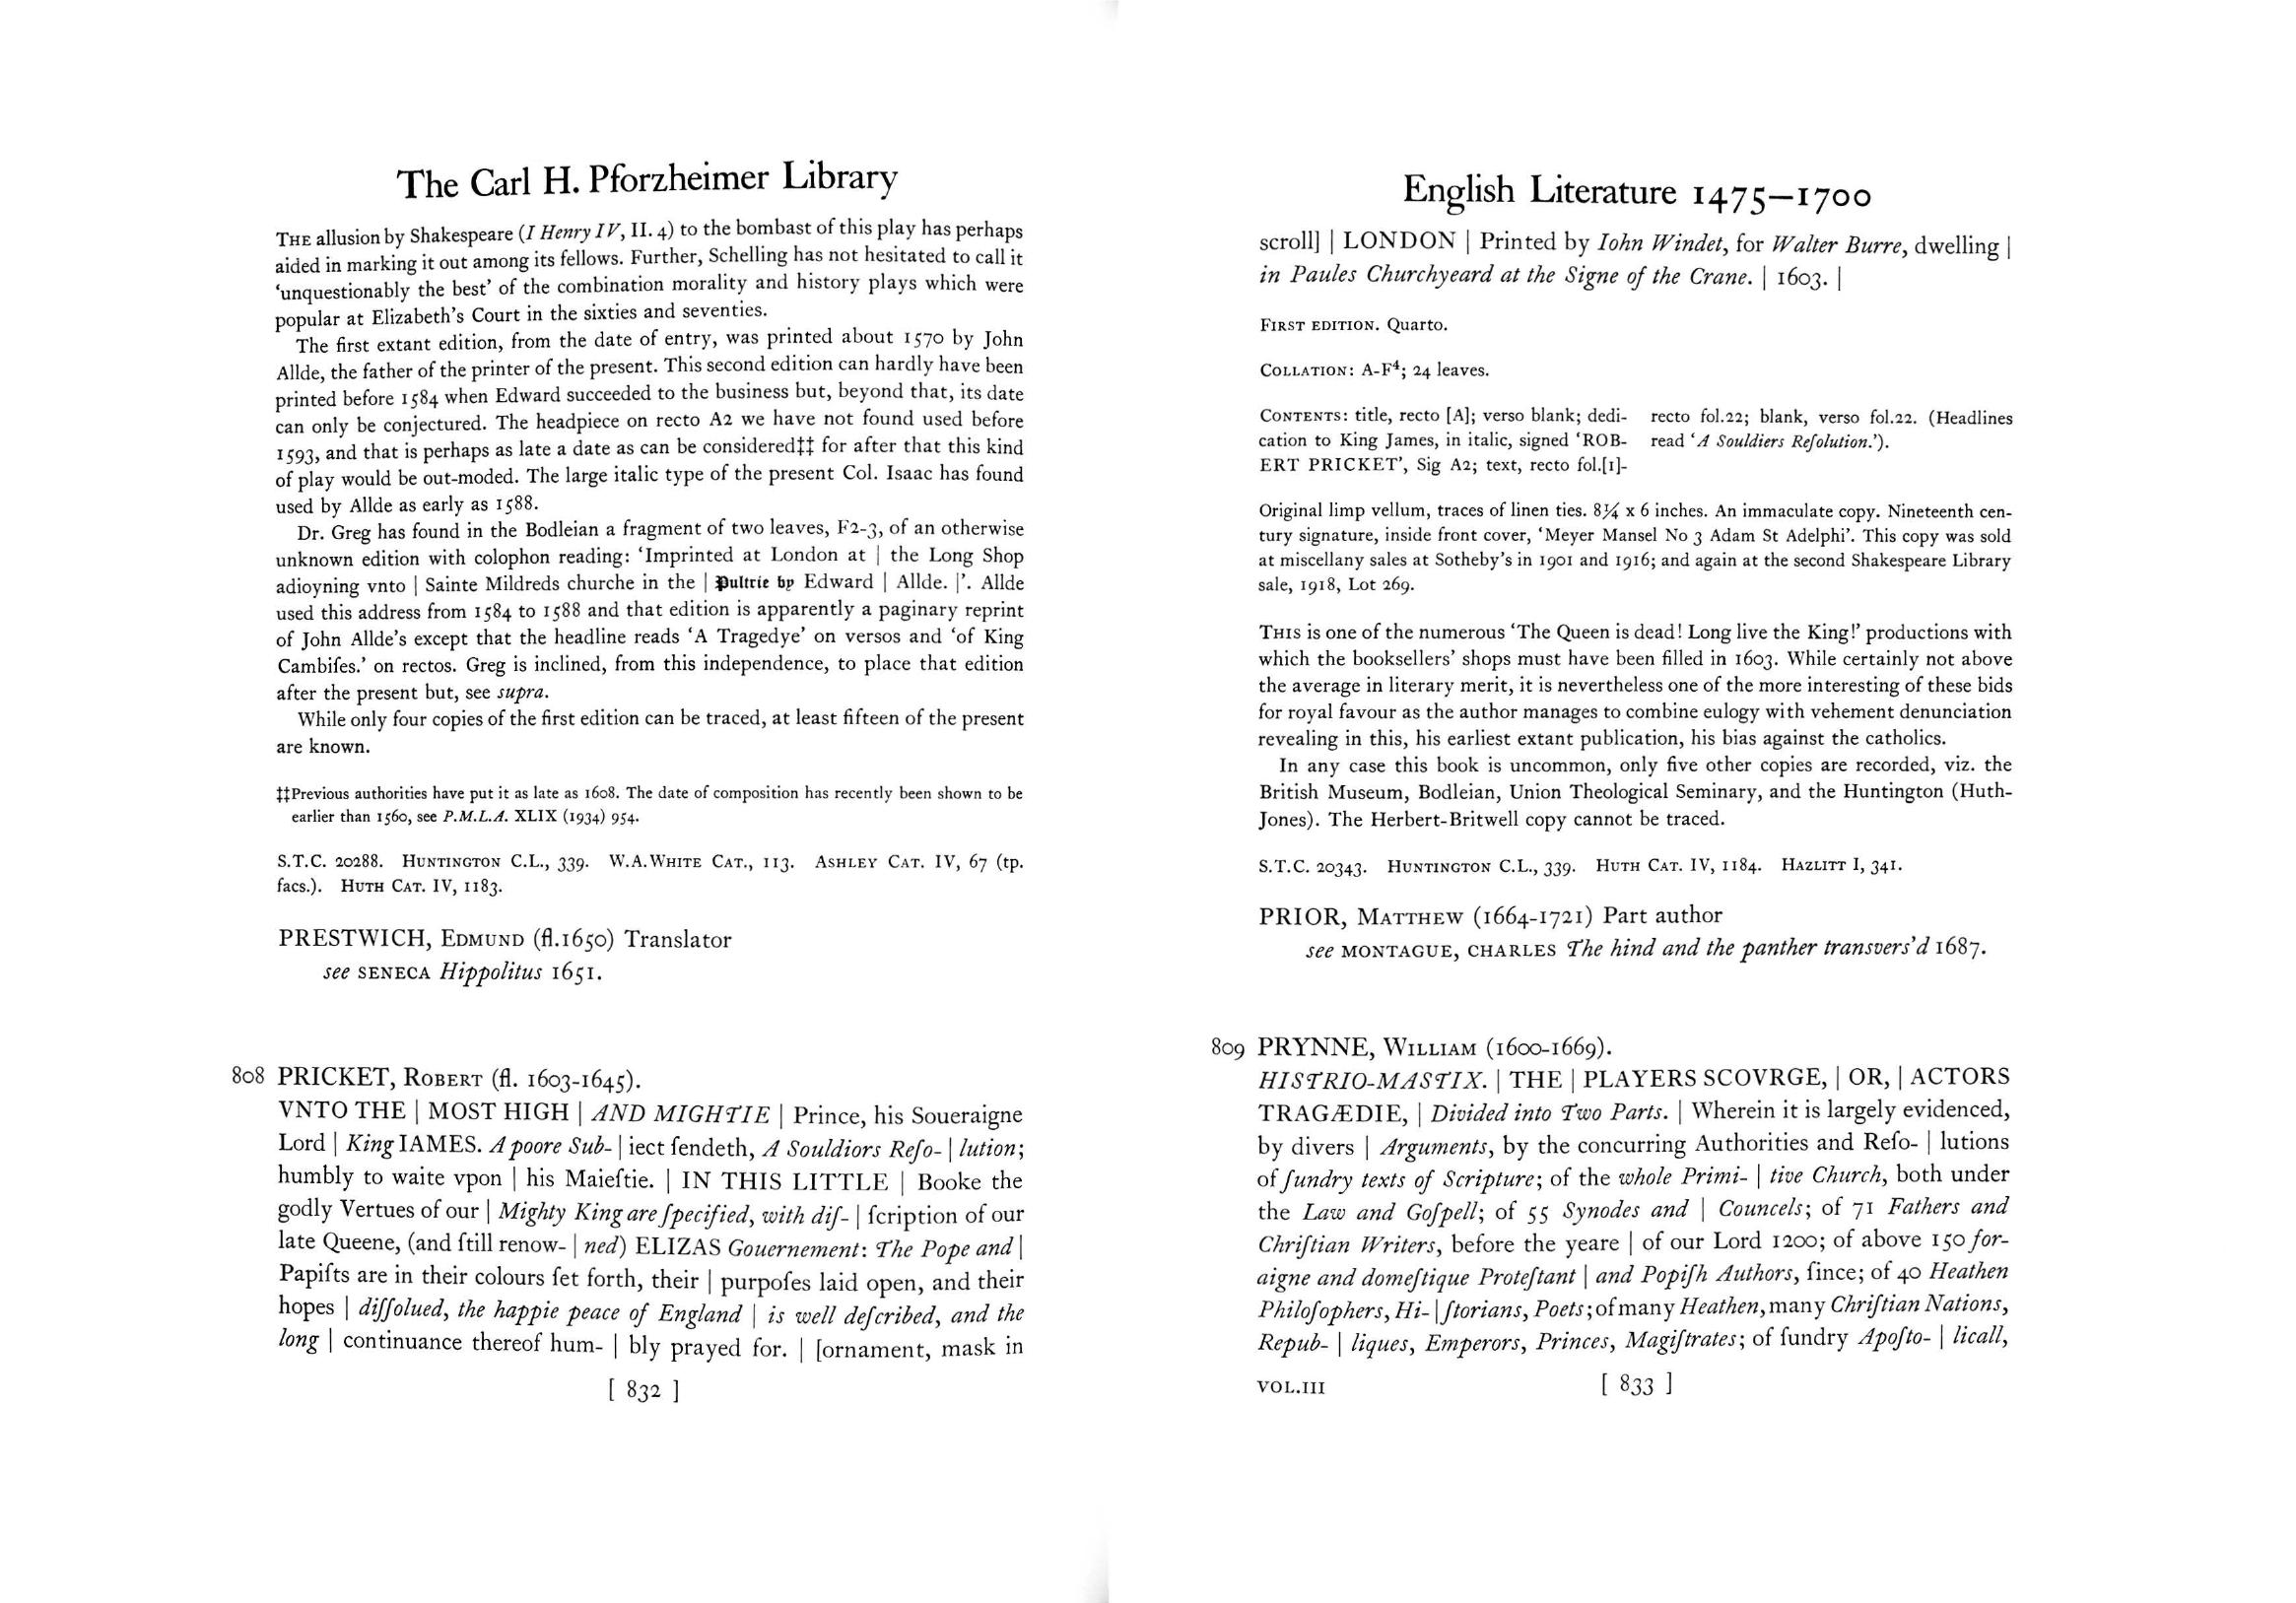 The Carl H. Pforzheimer Library
THE allusion by Shakespeare (I Henry IV, II. 4) to the bombast of this play has perhaps
aided in marking it out among its fellows. Further, Schelling has not hesitated to call it
‘unquestionably the best’ of the combination morality and history plays which were
popular at Elizabeth’s Court in the sixties and seventies.
The first extant edition, from the date of entry, was printed about 1570 by John
Allde, the father of the printer of the present. This second edition can hardly have been
printed before 1584 when Edward succeeded to the business but, beyond that, its date
can only be conjectured. The headpiece on recto A2 we have not found used before
1593, and that is perhaps as late a date as can be considered‡‡ for after that this kind
of play would be out-moded. The large italic type of the present Col. Isaac has found
used by Allde as early as 1588.
Dr. Greg has found in the Bodleian a fragment of two leaves, F2-3, of an otherwise
unknown edition with colophon reading: ‘Imprinted at London at | the Long Shop
adioyning vnto | Sainte Mildreds churche in the | Pultrie by Edward | Allde. |’. Allde
used this address from 1584 to 1588 and that edition is apparently a paginary reprint
of John Allde’s except that the headline reads ‘A Tragedye’ on versos and ‘of King
Cambiſes.’ on rectos. Greg is inclined, from this independence, to place that edition
after the present but, see supra.
While only four copies of the first edition can be traced, at least fifteen of the present
are known.
‡‡Previous authorities have put it as late as 1608. The date of composition has recently been shown to be
earlier than 1560, see P.M.L.A. XLIX (1934) 954.
S.T.C. 20288. HUNTINGTON C.L., 339. W.A.WHITE CAT., 113. ASHLEY CAT. IV, 67 (tp.
facs.). HUTH CAT. IV, 1183.
PRESTWICH, EDMUND (fl.1650) Translator
see SENECA Hippolitus 1651.
808 PRICKET, ROBERT (fl. 1603-1645).
VNTO THE | MOST HIGH | AND MIGHTIE | Prince, his Soueraigne
Lord | King IAMES. A poore Sub- | iect ſendeth, A Souldiors Reſo- | lution;
humbly to waite vpon | his Maieſtie. | IN THIS LITTLE | Booke the
godly Vertues of our | Mighty King are ſpecified, with diſ- | ſcription of our
late Queene, (and ſtill renow- | ned) ELIZAS Gouernement: The Pope and |
Papiſts are in their colours ſet forth, their | purpoſes laid open, and their
hopes | diſſolued, the happie peace of England | is well deſcribed, and the
long | continuance thereof hum- | bly prayed for. | [ornament, mask in
[ 832 ]
English Literature 1475–1700
scroll] | LONDON | Printed by Iohn Windet, for Walter Burre, dwelling |
in Paules Churchyeard at the Signe of the Crane. | 1603. |
FIRST EDITION. Quarto.
COLLATION: A-F⁴; 24 leaves.
CONTENTS: title, recto [A]; verso blank; dedi-
cation to King James, in italic, signed ‘ROB-
ERT PRICKET’, Sig A2; text, recto fol.[1]-
recto fol.22; blank, verso fol.22. (Headlines
read ‘A Souldiers Reſolution.’).
Original limp vellum, traces of linen ties. 8¼ x 6 inches. An immaculate copy. Nineteenth cen-
tury signature, inside front cover, ‘Meyer Mansel No 3 Adam St Adelphi’. This copy was sold
at miscellany sales at Sotheby’s in 1901 and 1916; and again at the second Shakespeare Library
sale, 1918, Lot 269.
THIS is one of the numerous ‘The Queen is dead! Long live the King!’ productions with
which the booksellers’ shops must have been filled in 1603. While certainly not above
the average in literary merit, it is nevertheless one of the more interesting of these bids
for royal favour as the author manages to combine eulogy with vehement denunciation
revealing in this, his earliest extant publication, his bias against the catholics.
In any case this book is uncommon, only five other copies are recorded, viz. the
British Museum, Bodleian, Union Theological Seminary, and the Huntington (Huth-
Jones). The Herbert-Britwell copy cannot be traced.
S.T.C. 20343. HUNTINGTON C.L., 339. HUTH CAT. IV, 1184. HAZLITT I, 341.
PRIOR, MATTHEW (1664-1721) Part author
see MONTAGUE, CHARLES The hind and the panther transvers’d 1687.
809 PRYNNE, WILLIAM (1600-1669).
HISTRIO-MASTIX. | THE | PLAYERS SCOVRGE, | OR, | ACTORS
TRAGÆDIE, | Divided into Two Parts. | Wherein it is largely evidenced,
by divers | Arguments, by the concurring Authorities and Reſo- | lutions
of ſundry texts of Scripture; of the whole Primi- | tive Church, both under
the Law and Goſpell; of 55 Synodes and | Councels; of 71 Fathers and
Chriſtian Writers, before the yeare | of our Lord 1200; of above 150 for-
aigne and domeſtique Proteſtant | and Popiſh Authors, ſince; of 40 Heathen
Philoſophers, Hi- | ſtorians, Poets; of many Heathen, many Chriſtian Nations,
Repub- | liques, Emperors, Princes, Magiſtrates; of ſundry Apoſto- | licall,
VOL.III [ 833 ]